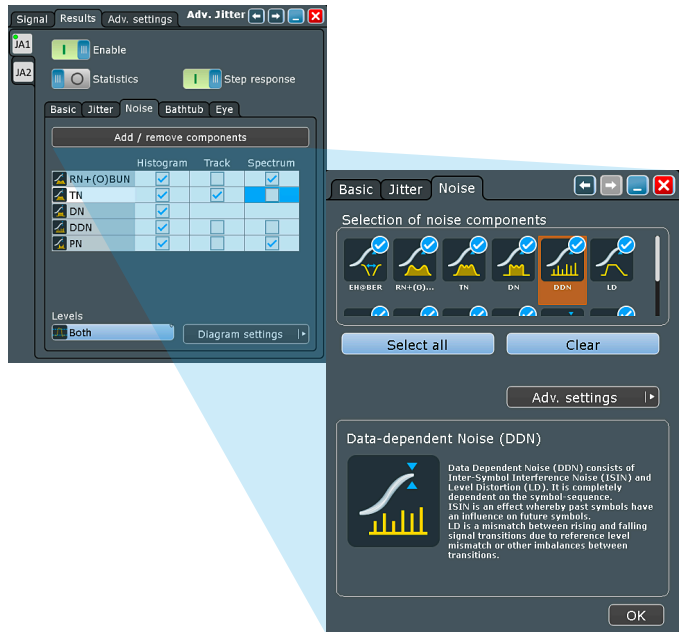 Signal Results Adv. settings Adv. Jitter
JA1
Enable
JA2
Statistics Step response
Basic Jitter Noise Bathtub Eye
Add / remove components
Histogram Track Spectrum
RN+(O)BUN
TN
DN
DDN
PN
Levels
Both
Diagram settings
Basic Jitter Noise
Selection of noise components
EH@BER RN+(O)... TN DN DDN LD
Select all Clear
Adv. settings
Data-dependent Noise (DDN)
Data Dependent Noise (DDN) consists of
Inter-Symbol Interference Noise (ISIN) and
Level Distortion (LD). It is completely
dependent on the symbol-sequence.
ISIN is an effect whereby past symbols have
an influence on future symbols.
LD is a mismatch between rising and falling
signal transitions due to reference level
mismatch or other imbalances between
transitions.
OK